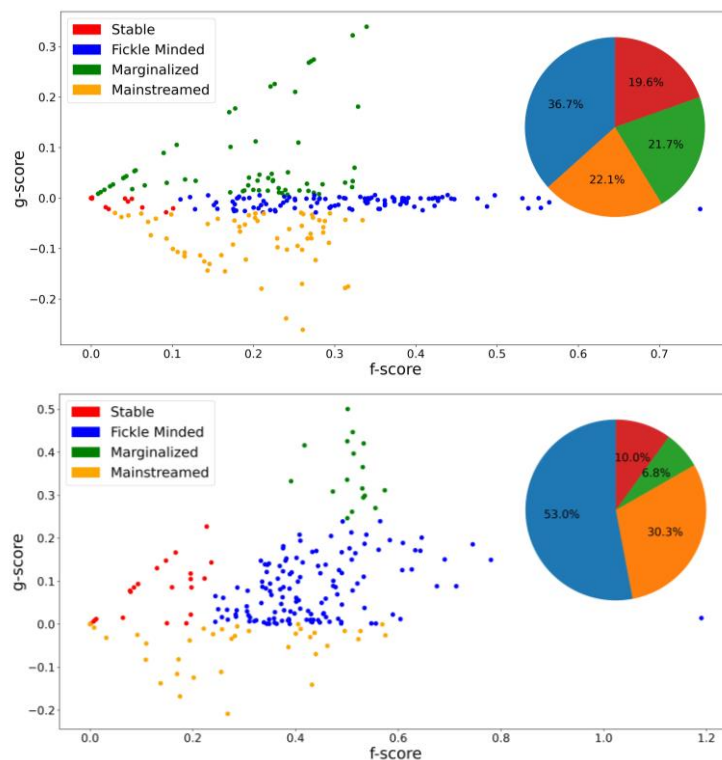 Stable
Fickle Minded
Marginalized
Mainstreamed
0.3
0.2
0.1
0.0
−0.1
−0.2
g-score
19.6%
36.7%
21.7%
22.1%
0.0 0.1 0.2 0.3 0.4 0.5 0.6 0.7
f-score
Stable
Fickle Minded
Marginalized
Mainstreamed
0.5
0.4
0.3
0.2
0.1
0.0
−0.1
−0.2
g-score
10.0%
6.8%
53.0%
30.3%
0.0 0.2 0.4 0.6 0.8 1.0 1.2
f-score